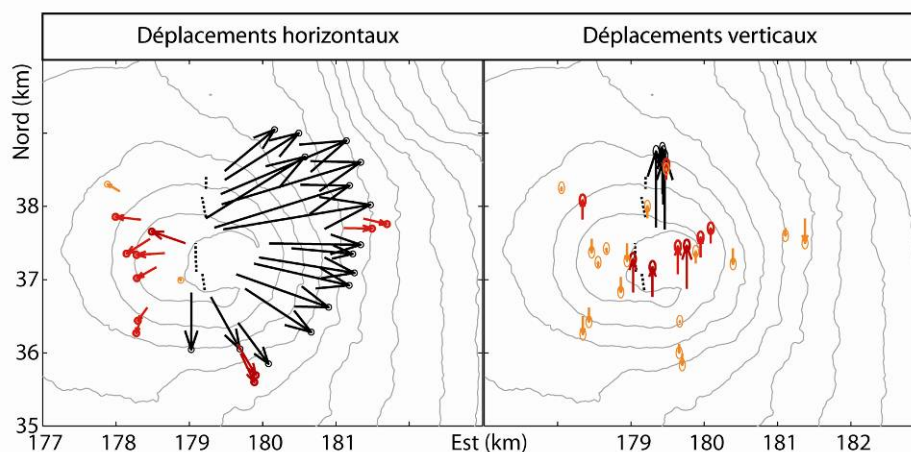 Déplacements horizontaux
Déplacements verticaux
Nord (km)
38
37
36
35
177 178 179 180 181 Est (km) 179 180 181 182